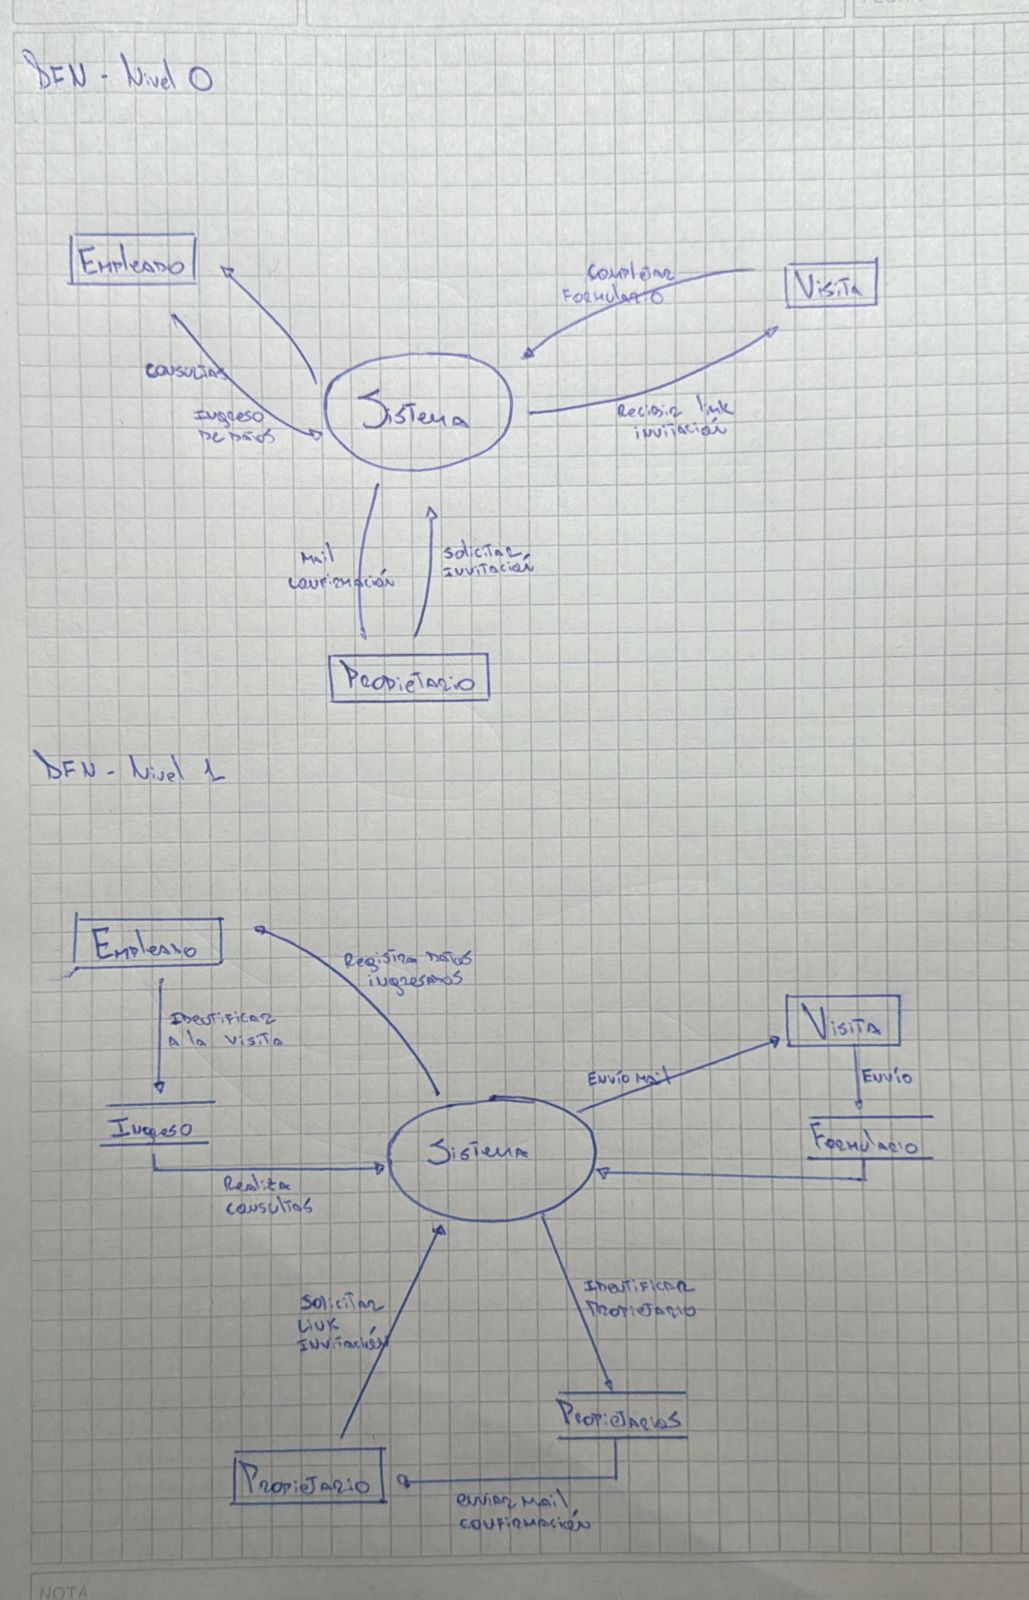 DFN - Nivel 0
Empleado
Completar
Formulario
Visita
Consultas
Ingreso
De Datos
Sistema
Recibir link
invitación
Mail
confirmación
Solicitar
Invitación
Propietario
DFN - Nivel 1
Empleado
Registra Datos
ingresados
Identificar
A la visita
Visita
Envío Mail
Envío
Ingreso
Sistema
Formulario
Realiza
consultas
Solicitar
Link
Invitación
Identificar
Propietario
Propietarios
Propietario
enviar mail
confirmación
NOTA